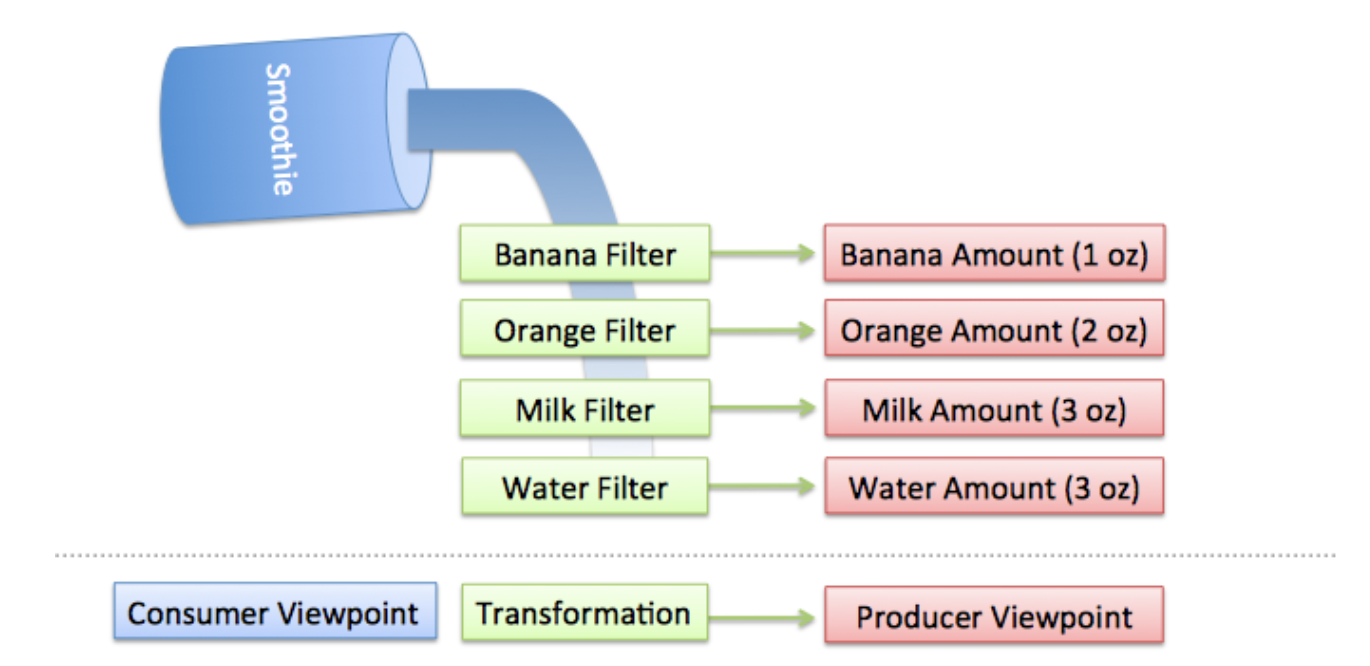 Smoothie
Banana Filter
Banana Amount (1 oz)
Orange Filter
Orange Amount (2 oz)
Milk Filter
Milk Amount (3 oz)
Water Filter
Water Amount (3 oz)
Consumer Viewpoint
Transformation
Producer Viewpoint